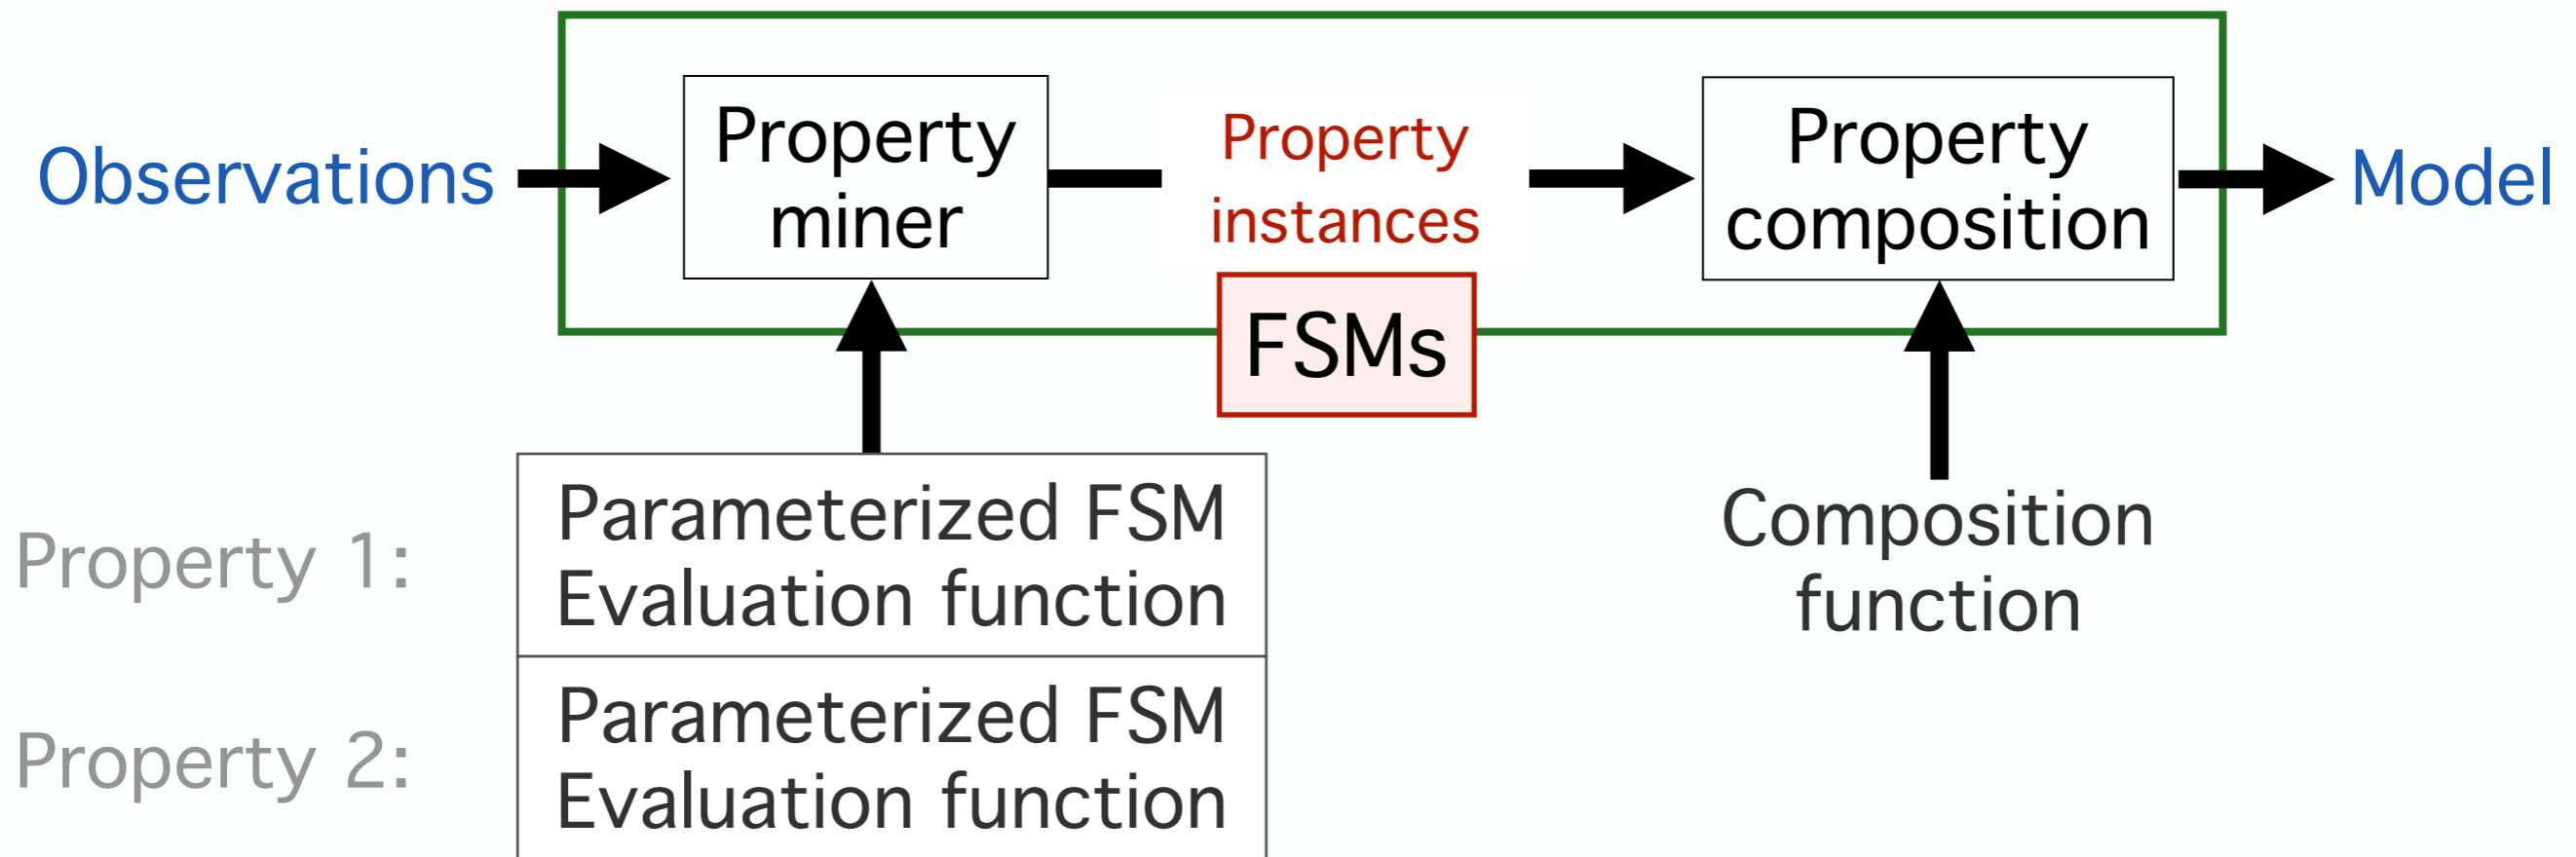 Observations
Property
miner
Property
instances
FSMs
Property
composition
Model
Property 1:
Parameterized FSM
Evaluation function
Property 2:
Parameterized FSM
Evaluation function
Composition
function